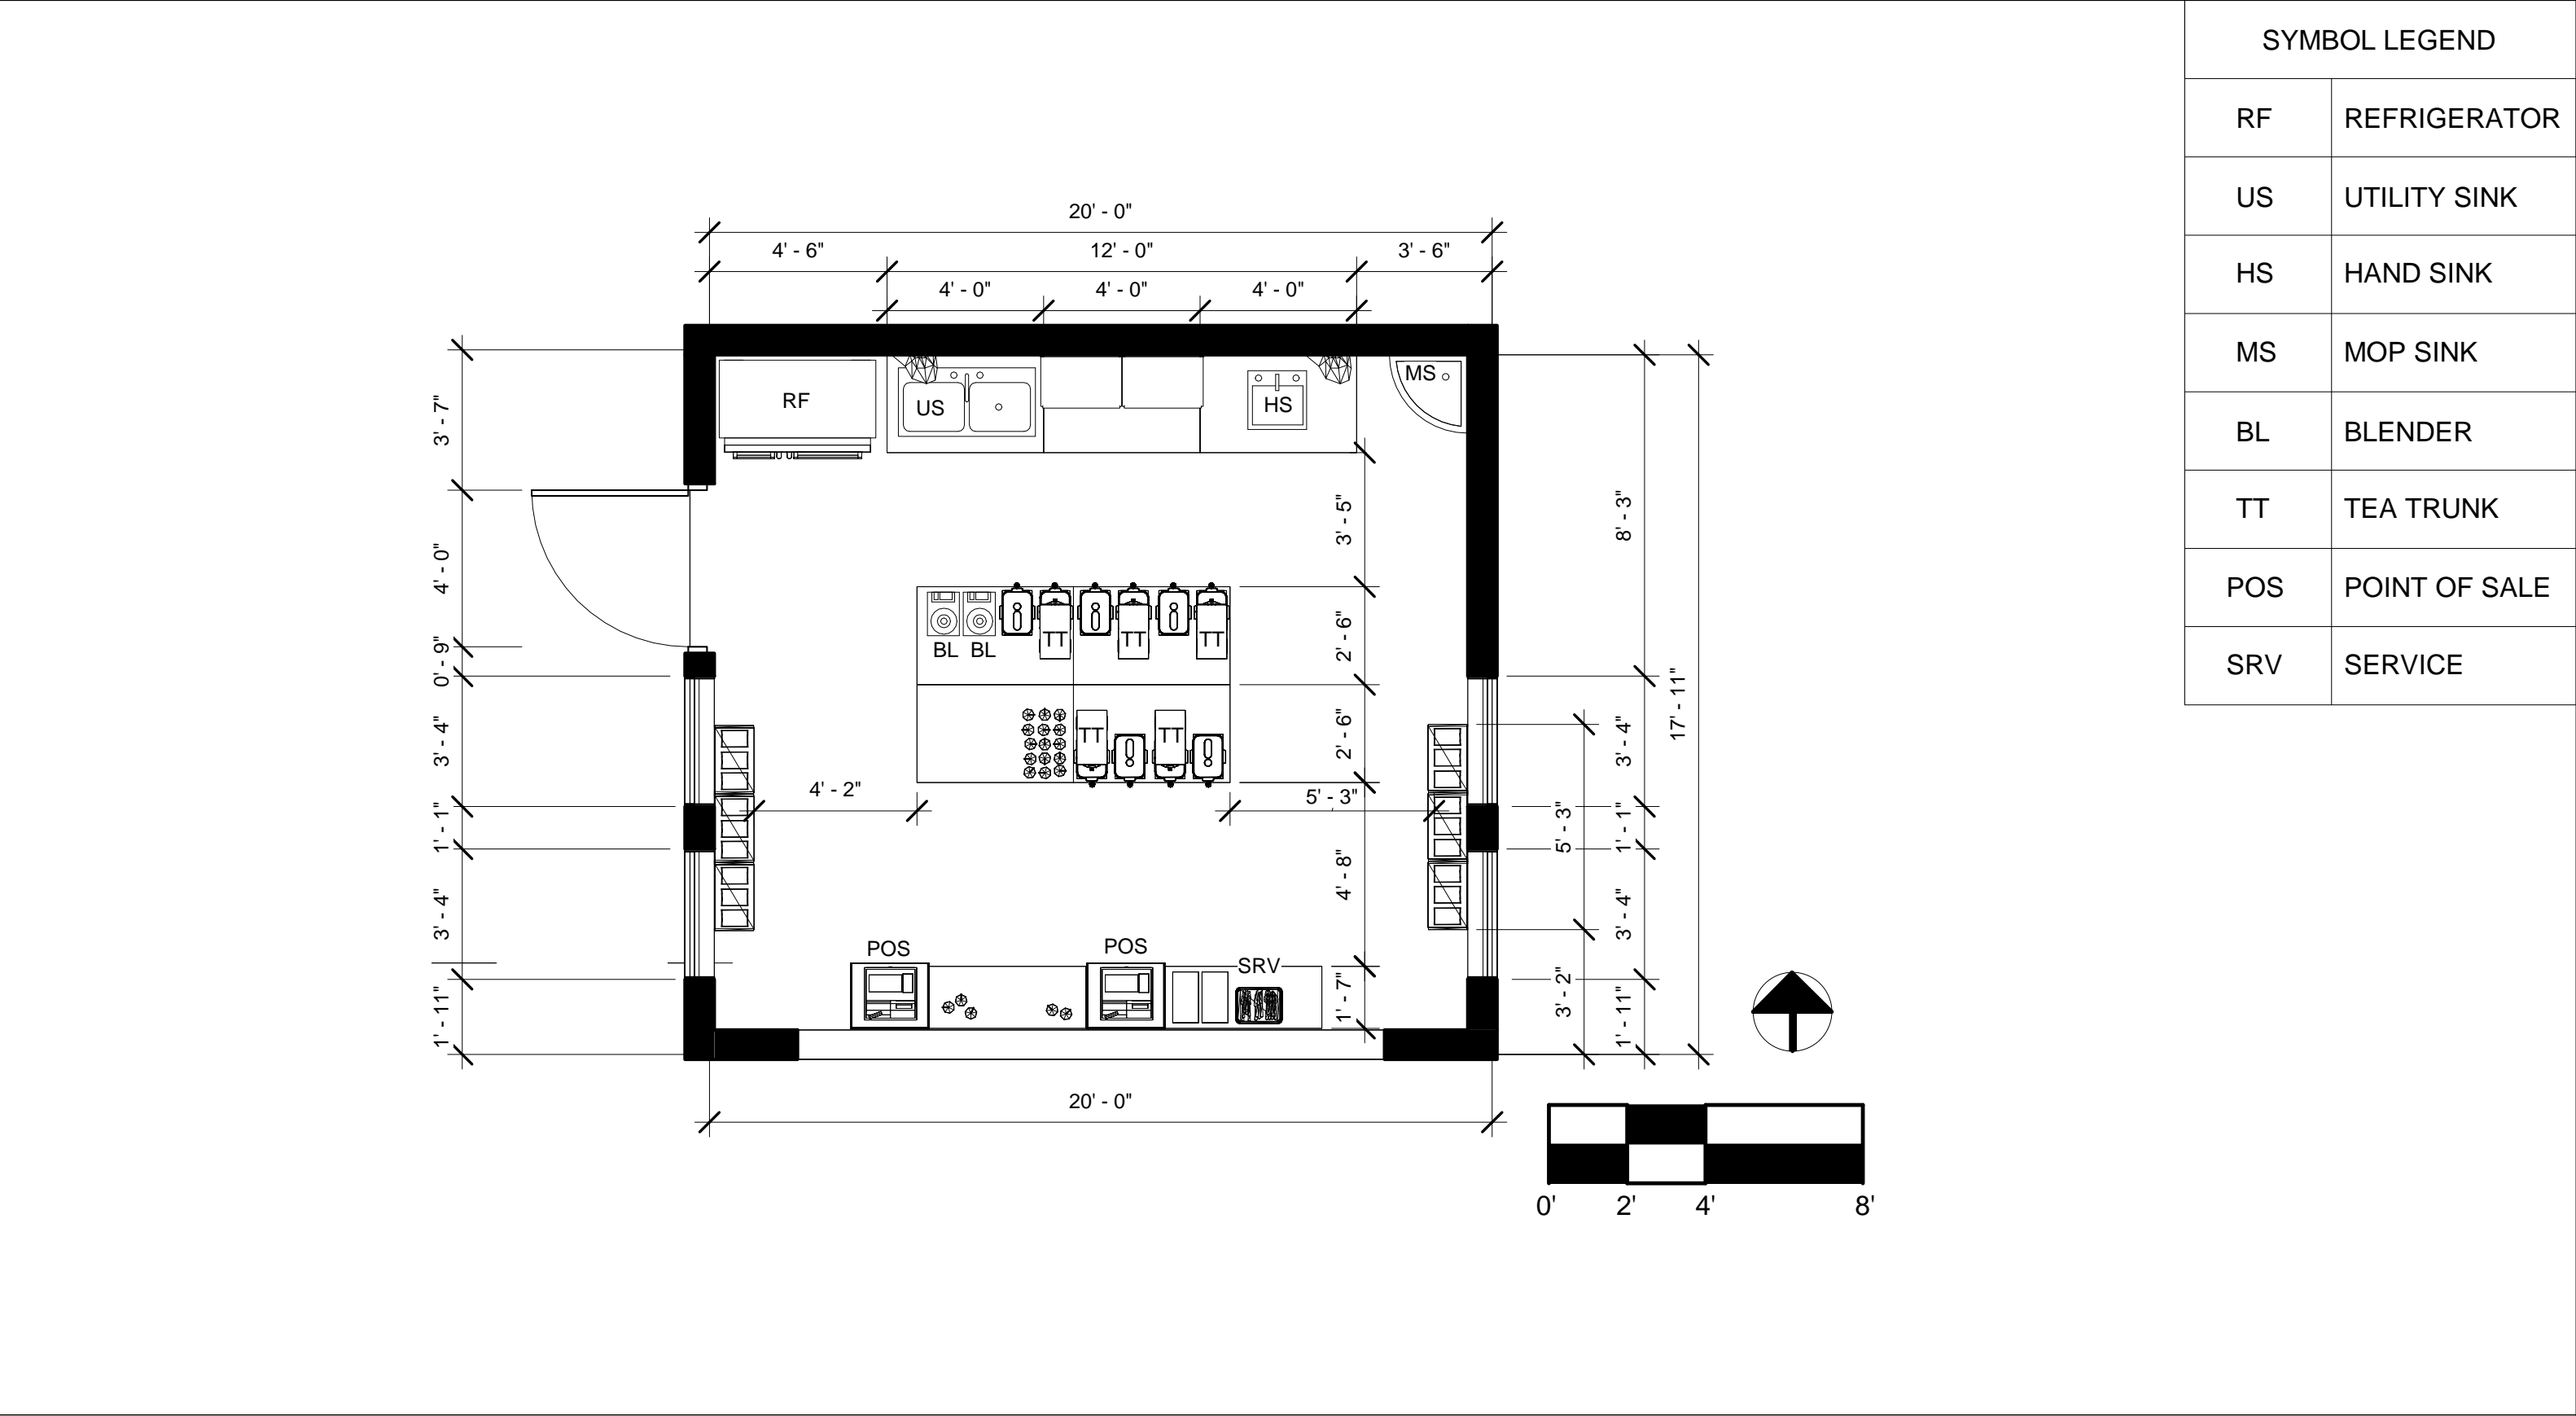 SYMBOL LEGEND
RF REFRIGERATOR
US UTILITY SINK
HS HAND SINK
MS MOP SINK
BL BLENDER
TT TEA TRUNK
POS POINT OF SALE
SRV SERVICE
20' - 0"
4' - 6" 12' - 0" 3' - 6"
4' - 0" 4' - 0" 4' - 0"
3' - 7"
4' - 0"
0' - 9"
3' - 4"
1' - 1"
3' - 4"
1' - 11"
RF
US
HS
MS
BL BL
TT TT TT
TT TT
4' - 2"
5' - 3"
3' - 5"
2' - 6"
2' - 6"
4' - 8"
1' - 7"
POS POS SRV
5' - 3"
3' - 2"
8' - 3"
3' - 4"
1' - 1"
3' - 4"
1' - 11"
17' - 11"
20' - 0"
0' 2' 4' 8'